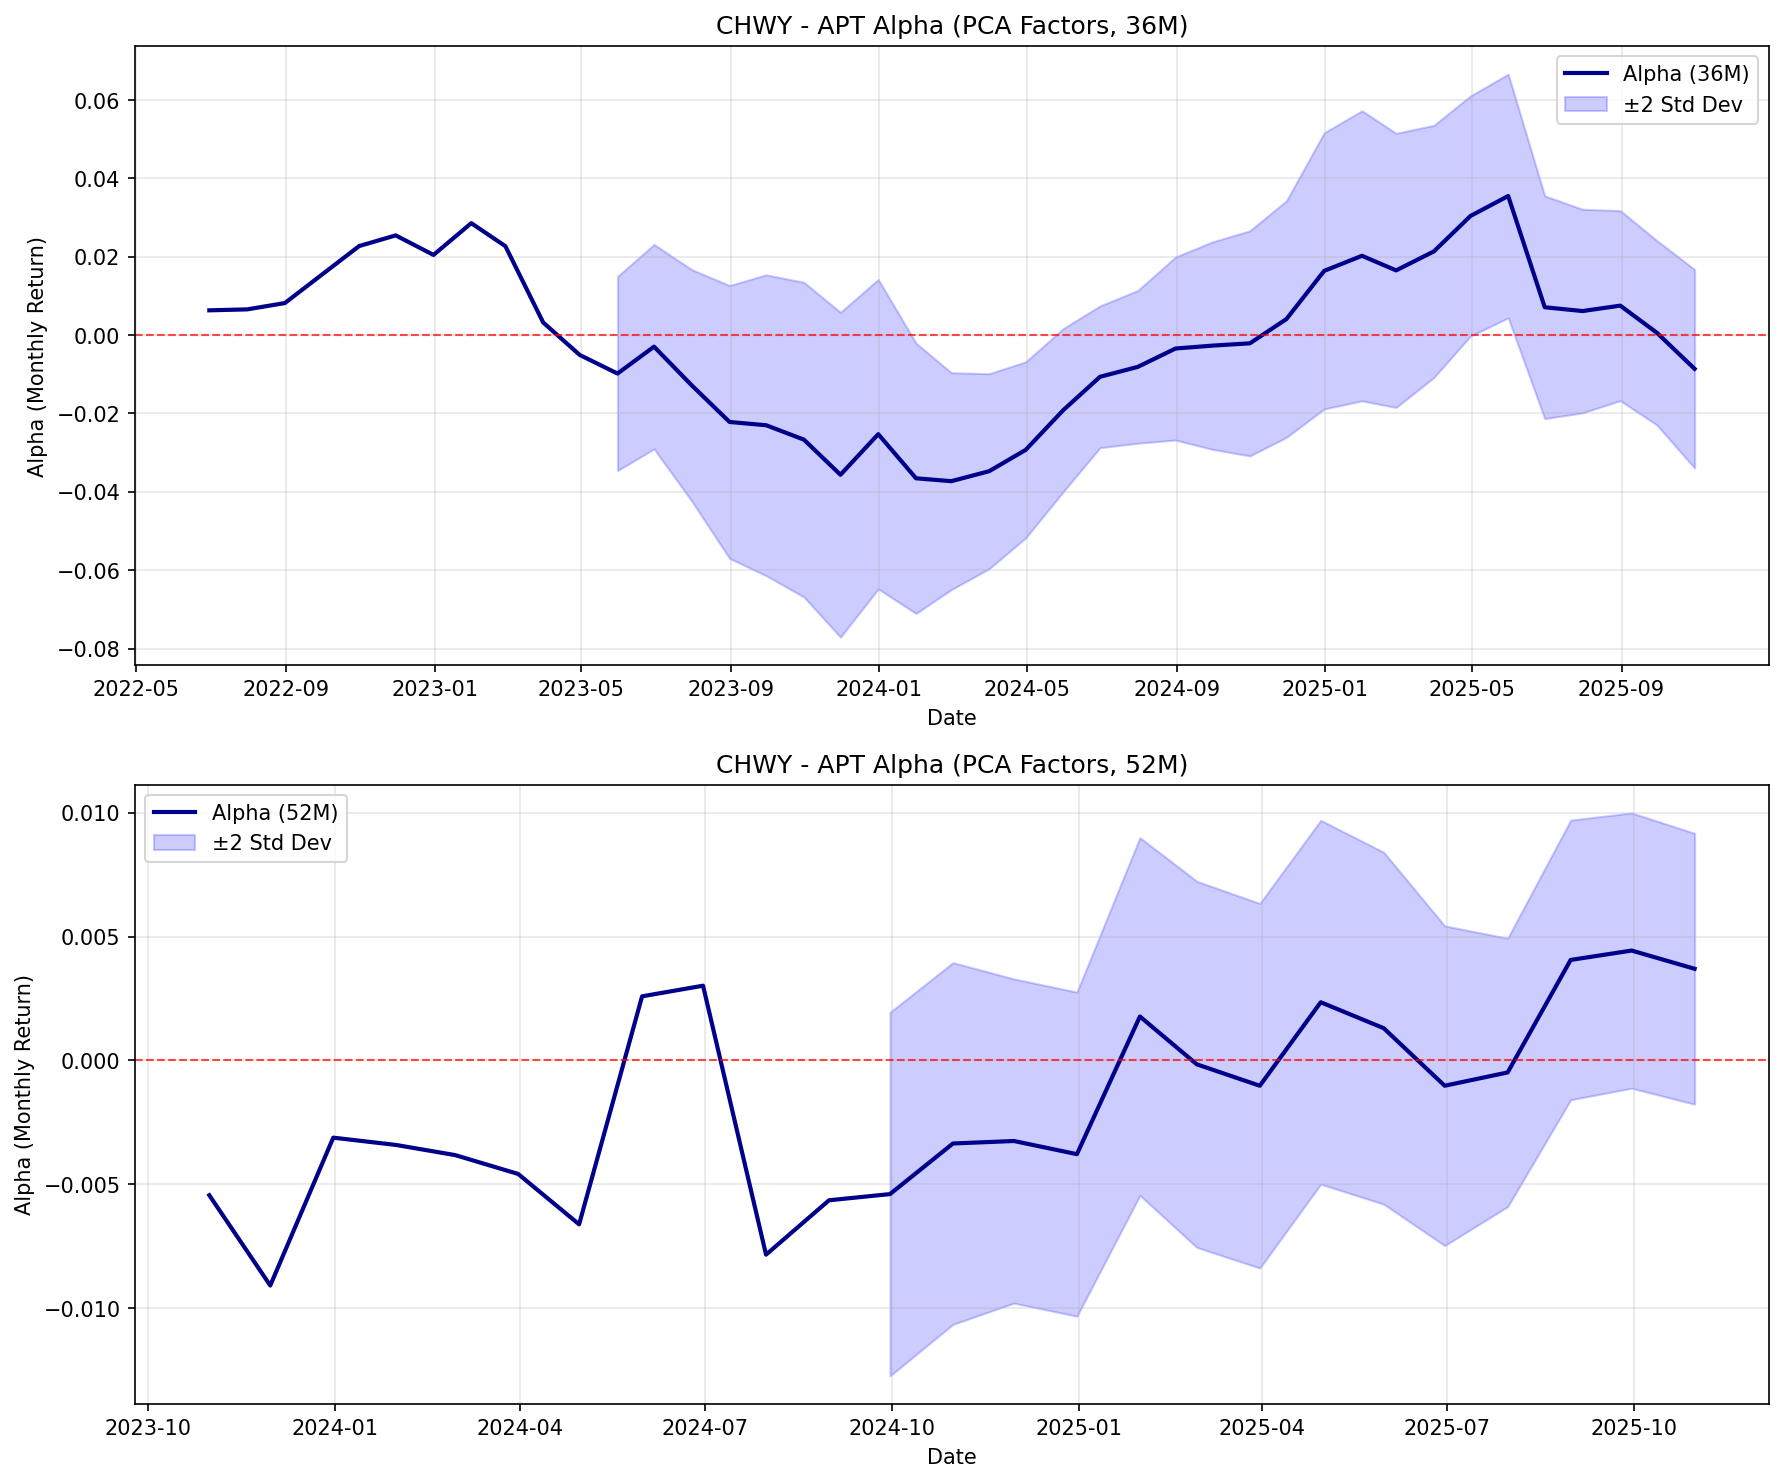 CHWY - APT Alpha (PCA Factors, 36M)
Alpha (36M)
±2 Std Dev
Alpha (Monthly Return)
0.06
0.04
0.02
0.00
−0.02
−0.04
−0.06
−0.08
2022-05 2022-09 2023-01 2023-05 2023-09 2024-01 2024-05 2024-09 2025-01 2025-05 2025-09
Date
CHWY - APT Alpha (PCA Factors, 52M)
Alpha (52M)
±2 Std Dev
Alpha (Monthly Return)
0.010
0.005
0.000
−0.005
−0.010
2023-10 2024-01 2024-04 2024-07 2024-10 2025-01 2025-04 2025-07 2025-10
Date